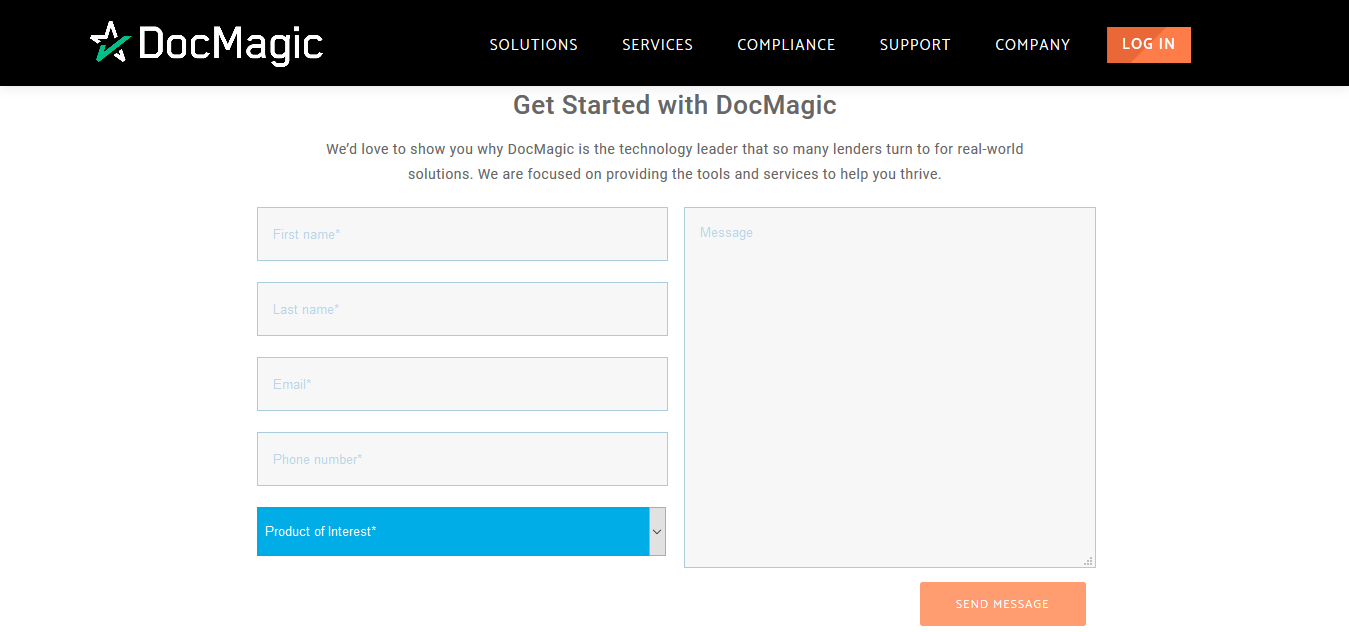 DocMagic
SOLUTIONS
SERVICES
COMPLIANCE
SUPPORT
COMPANY
LOG IN
Get Started with DocMagic
We’d love to show you why DocMagic is the technology leader that so many lenders turn to for real-world
solutions. We are focused on providing the tools and services to help you thrive.
First name*
Last name*
Email*
Phone number*
Product of Interest*
Message
SEND MESSAGE